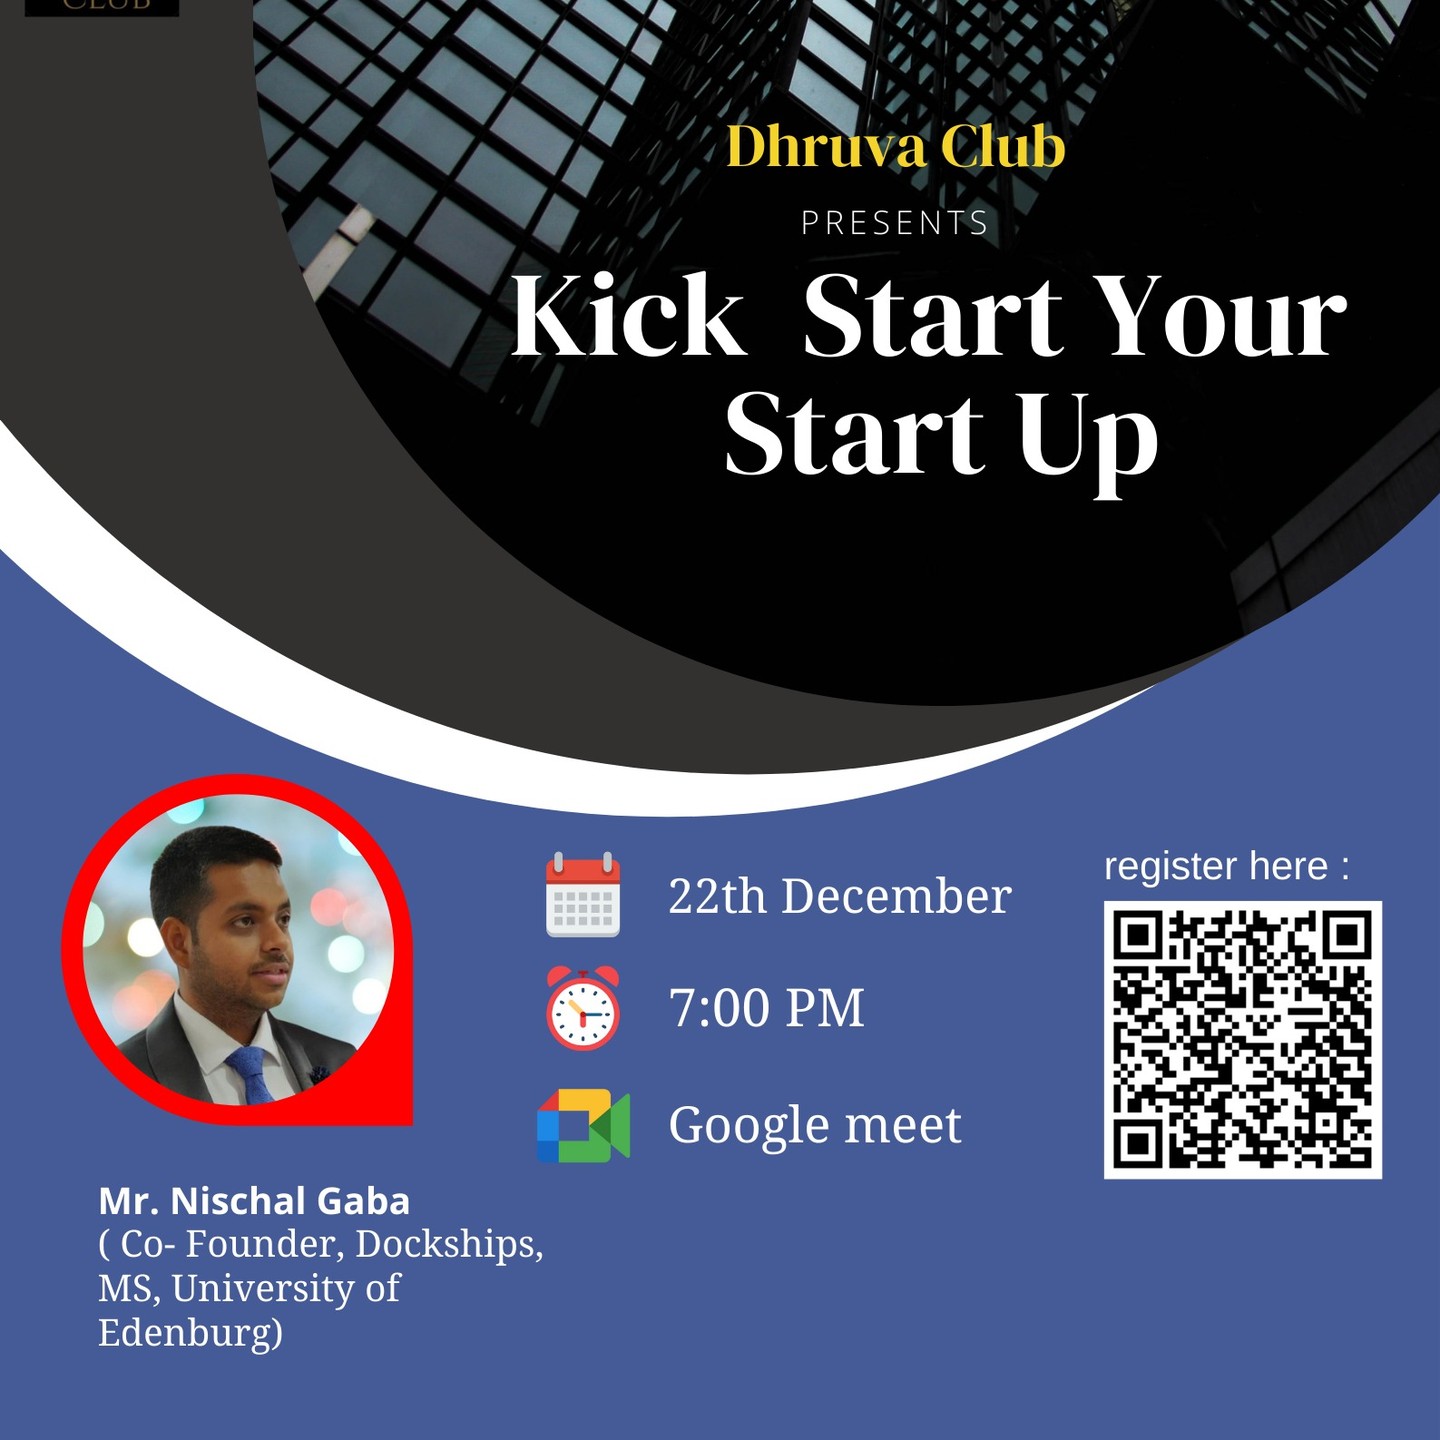 CLUB
Dhruva Club
PRESENTS
Kick Start Your
Start Up
register here :
22th December
7:00 PM
Google meet
Mr. Nischal Gaba
( Co- Founder, Dockships,
MS, University of
Edenburg)